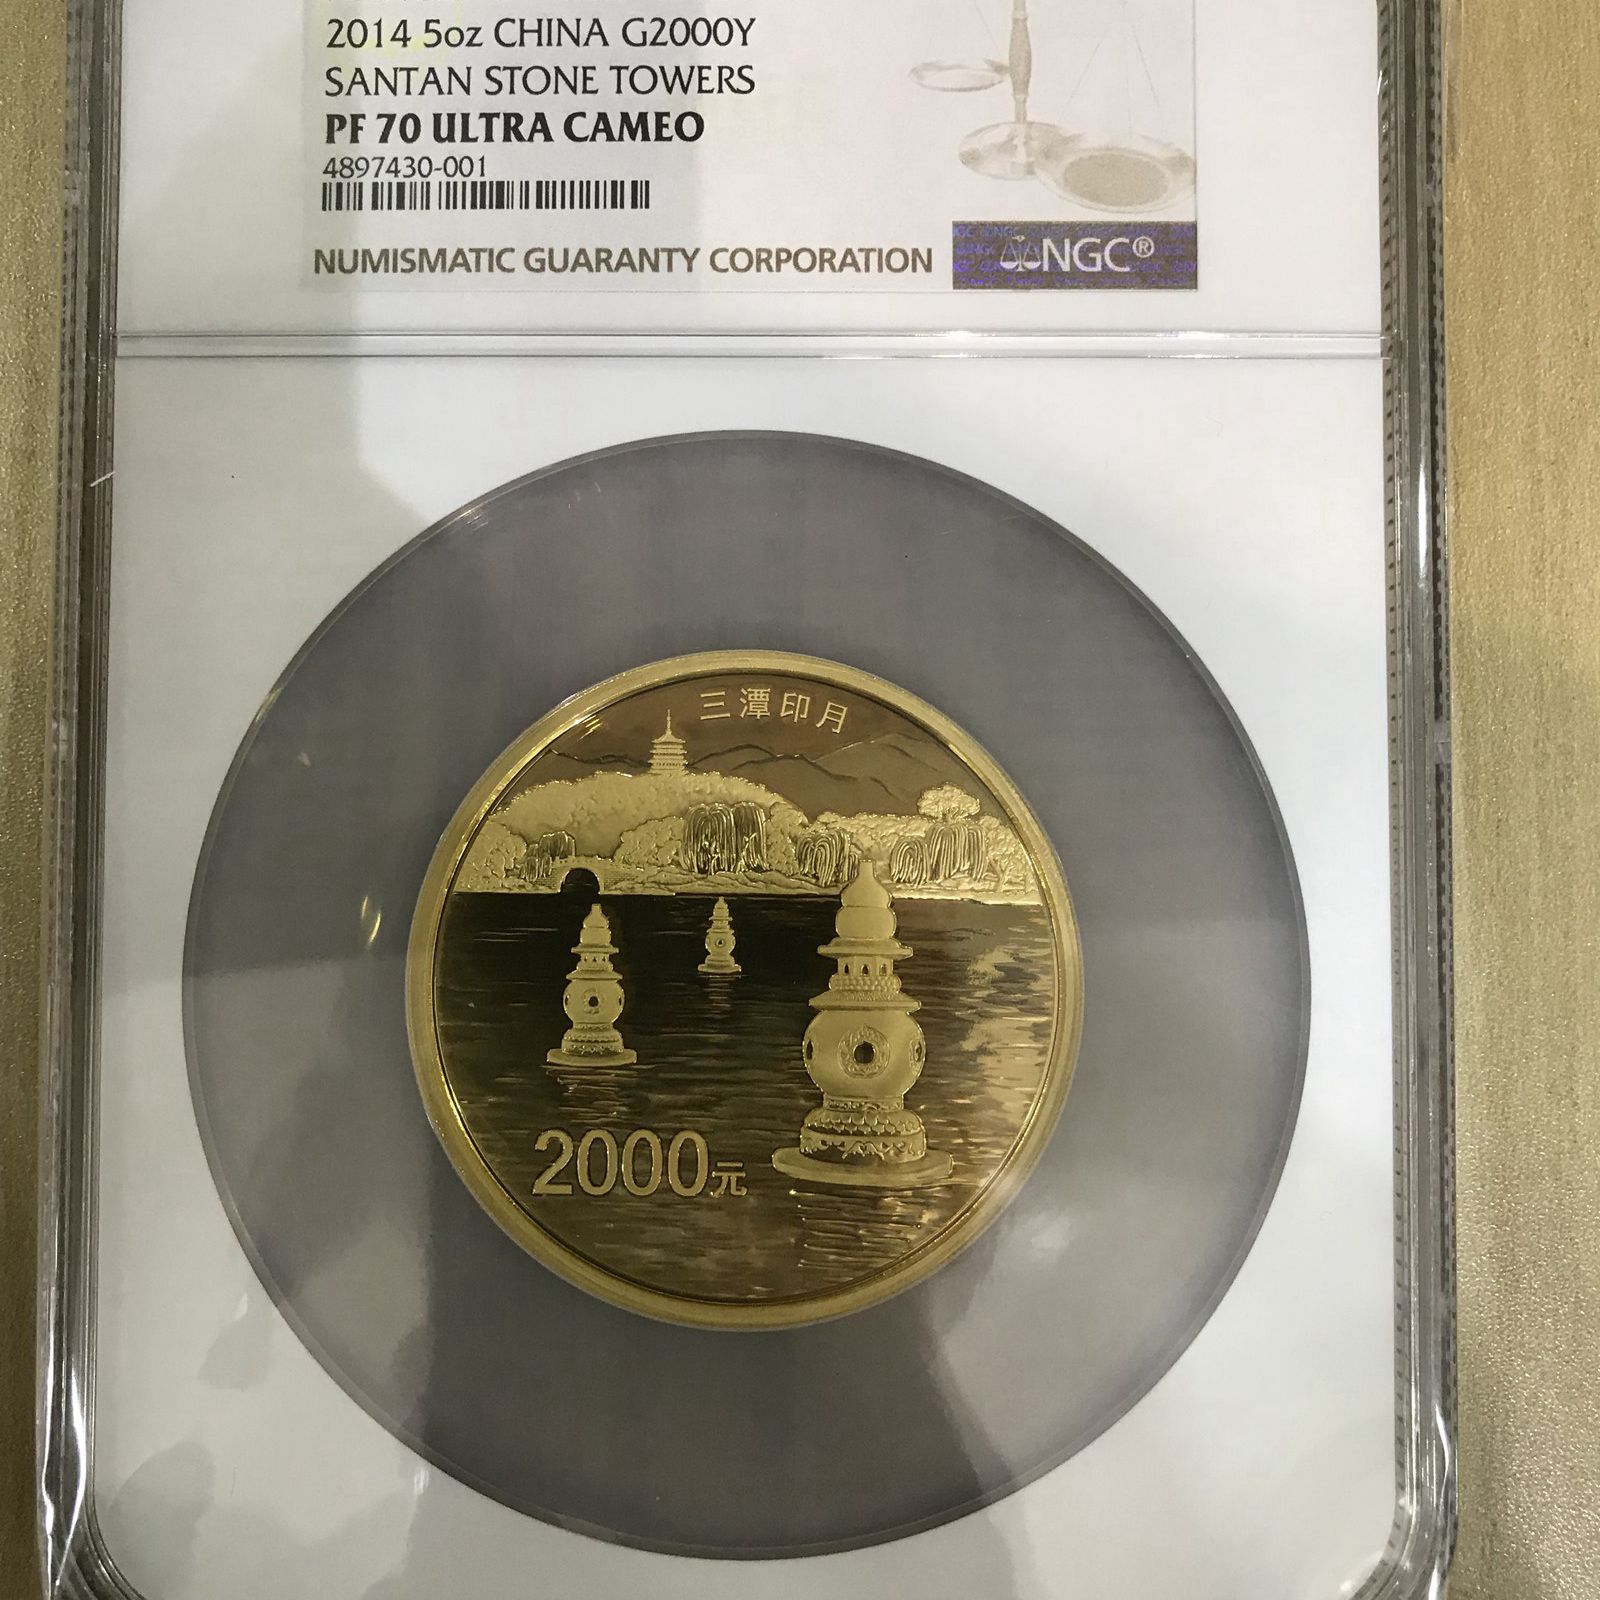 2014 5oz CHINA G2000Y
SANTAN STONE TOWERS
PF 70 ULTRA CAMEO
4897430-001
NUMISMATIC GUARANTY CORPORATION
NGC®
三潭印月
2000元